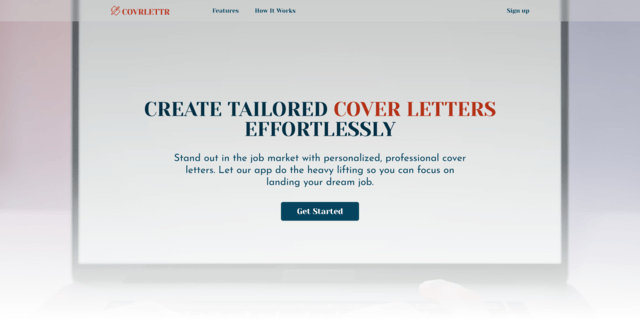 COVRLETTR Features How It Works Sign up
CREATE TAILORED COVER LETTERS
EFFORTLESSLY
Stand out in the job market with personalized, professional cover
letters. Let our app do the heavy lifting so you can focus on
landing your dream job.
Get Started